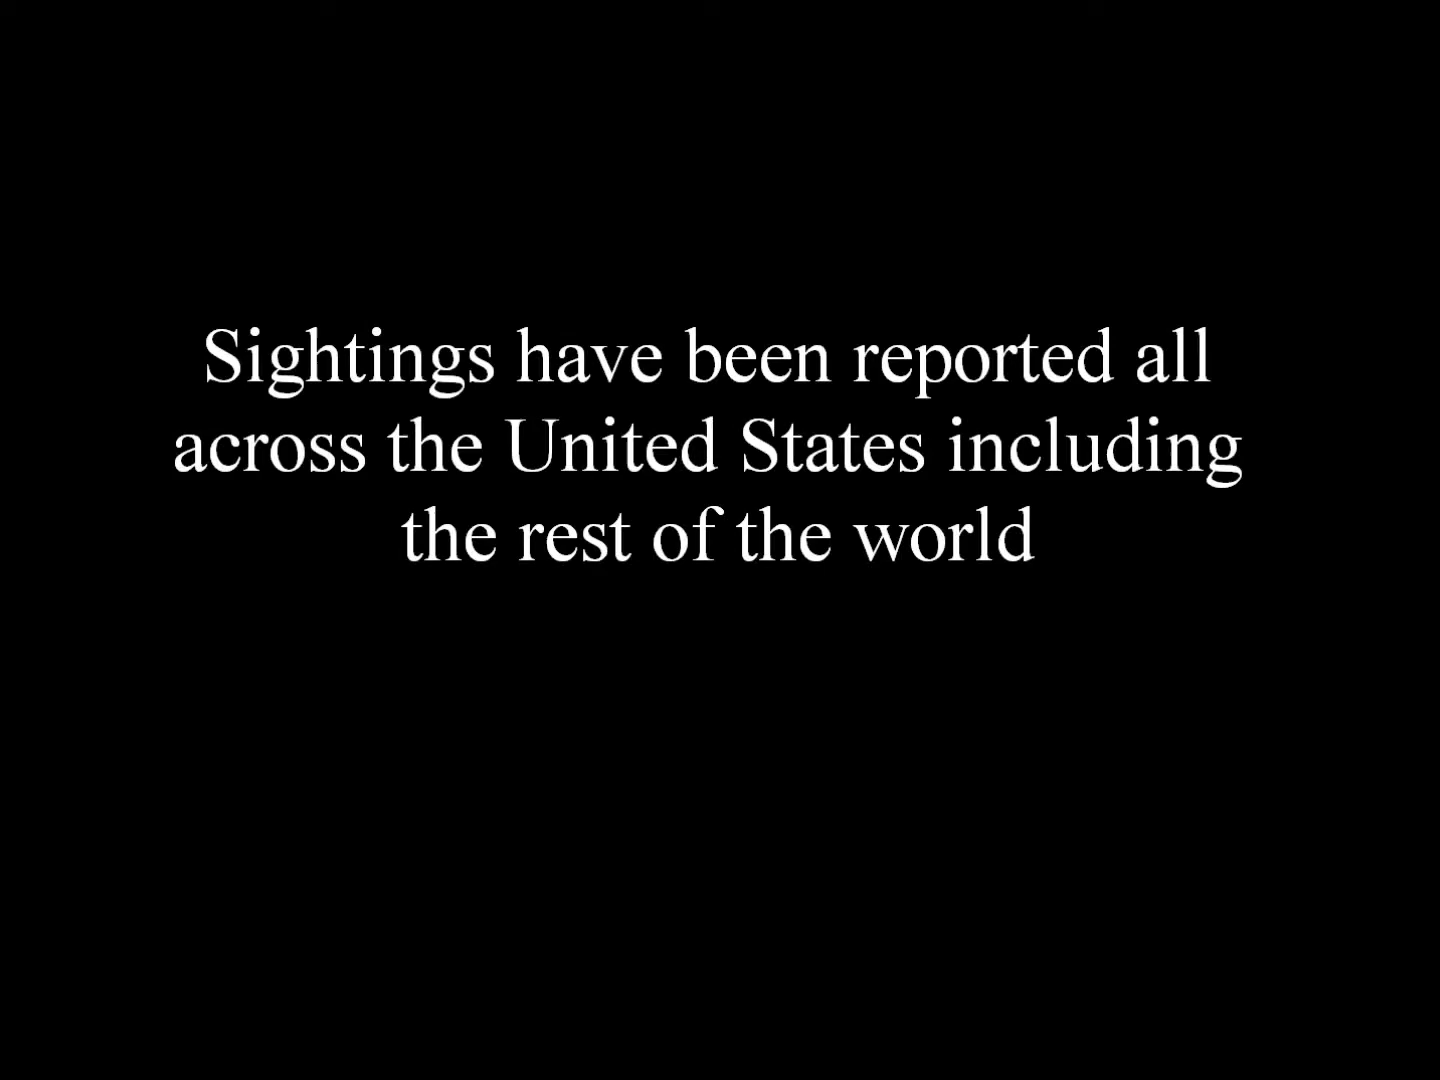 Sightings have been reported all
across the United States including
the rest of the world